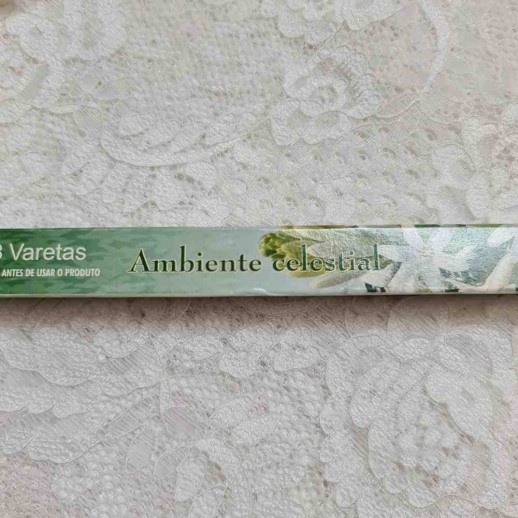 Varetas
ANTES DE USAR O PRODUTO
Ambiente celestial